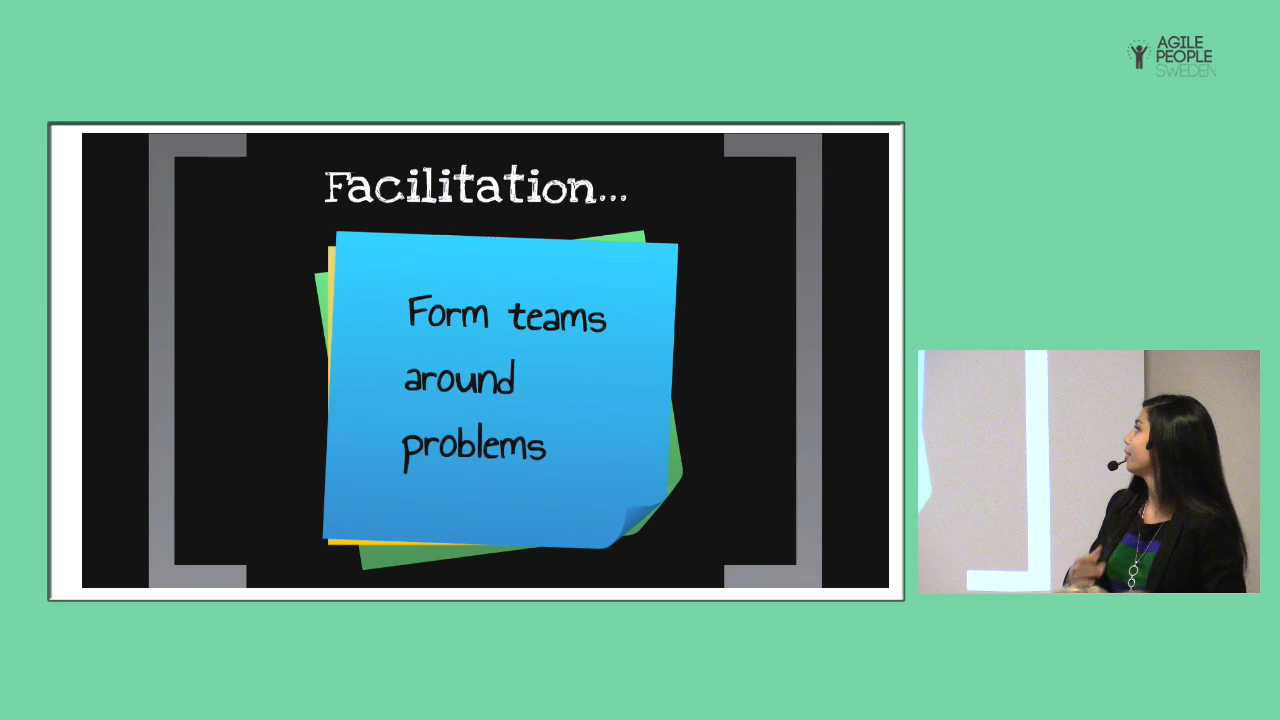 AGILE
PEOPLE
SWEDEN
Facilitation...
Form teams
around
problems